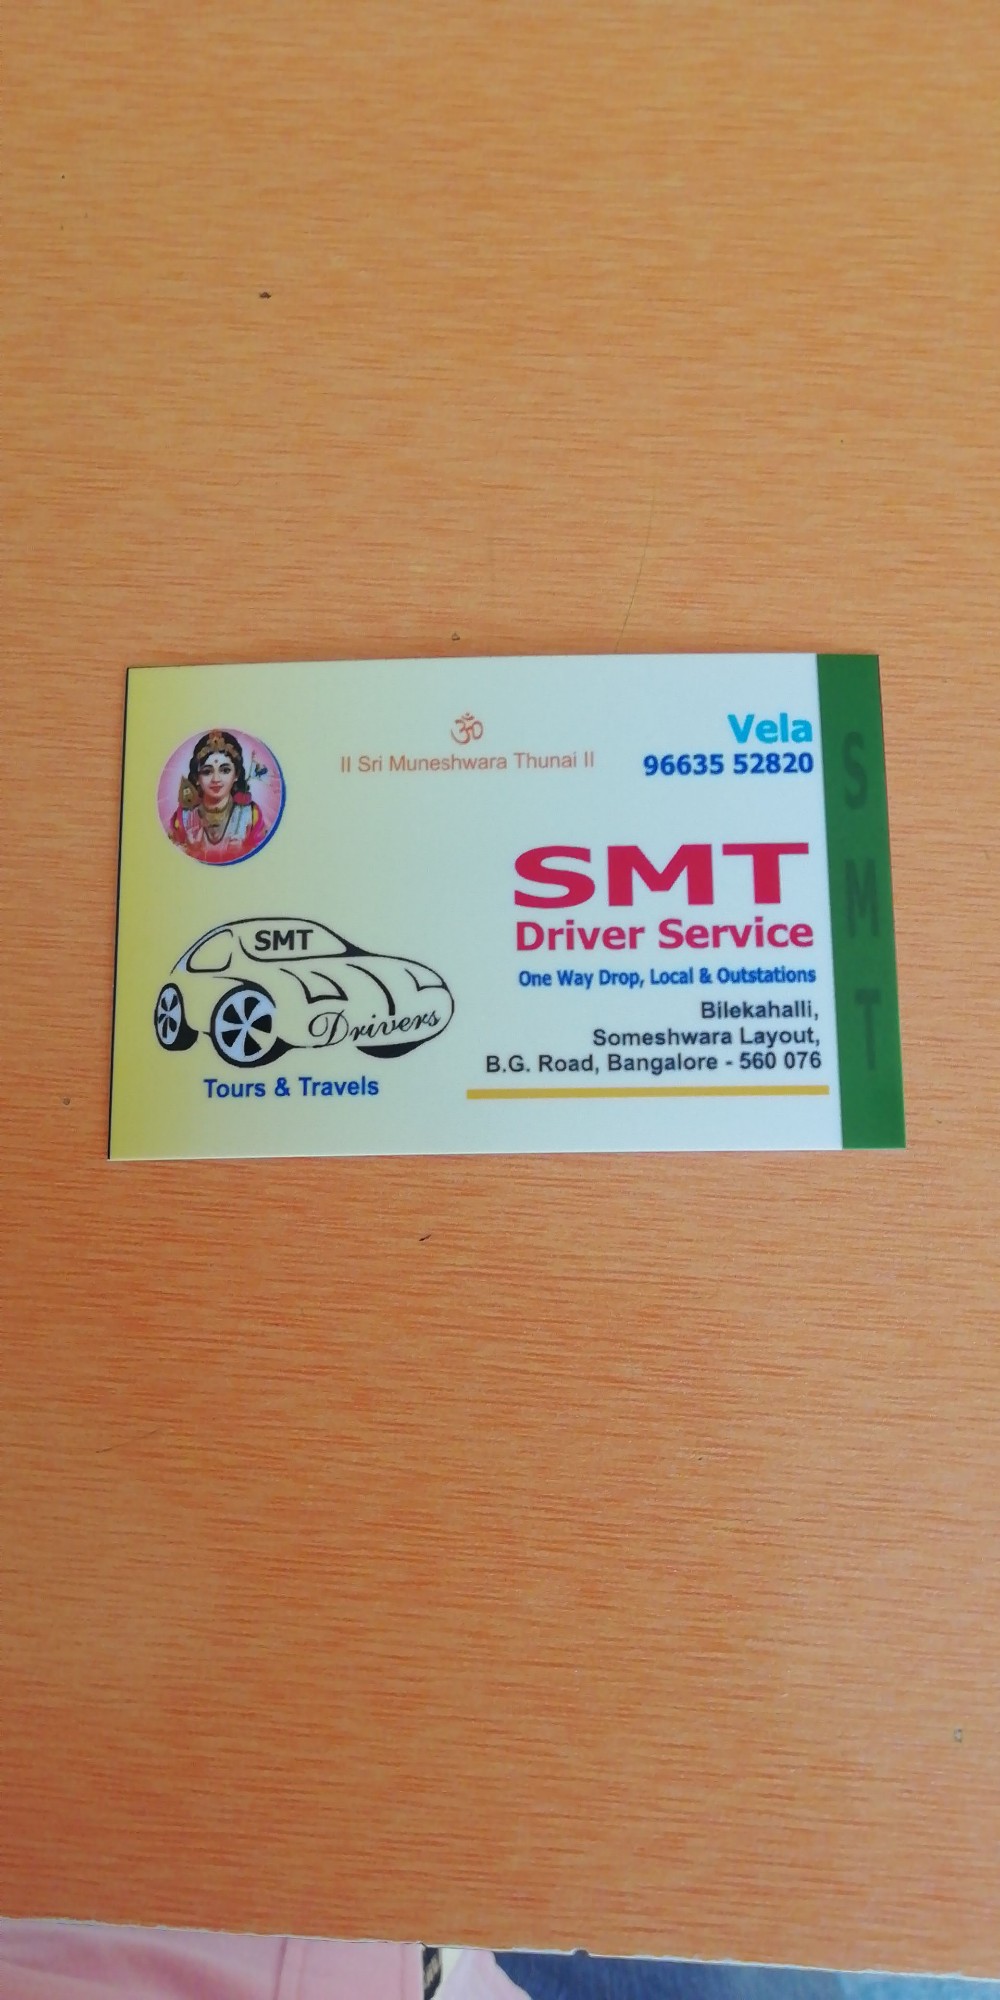 ॐ
II Sri Muneshwara Thunai II
Vela
96635 52820
SMT
Driver Service
One Way Drop, Local & Outstations
Bilekahalli,
Someshwara Layout,
B.G. Road, Bangalore - 560 076
SMT
Drivers
Tours & Travels
S
M
T